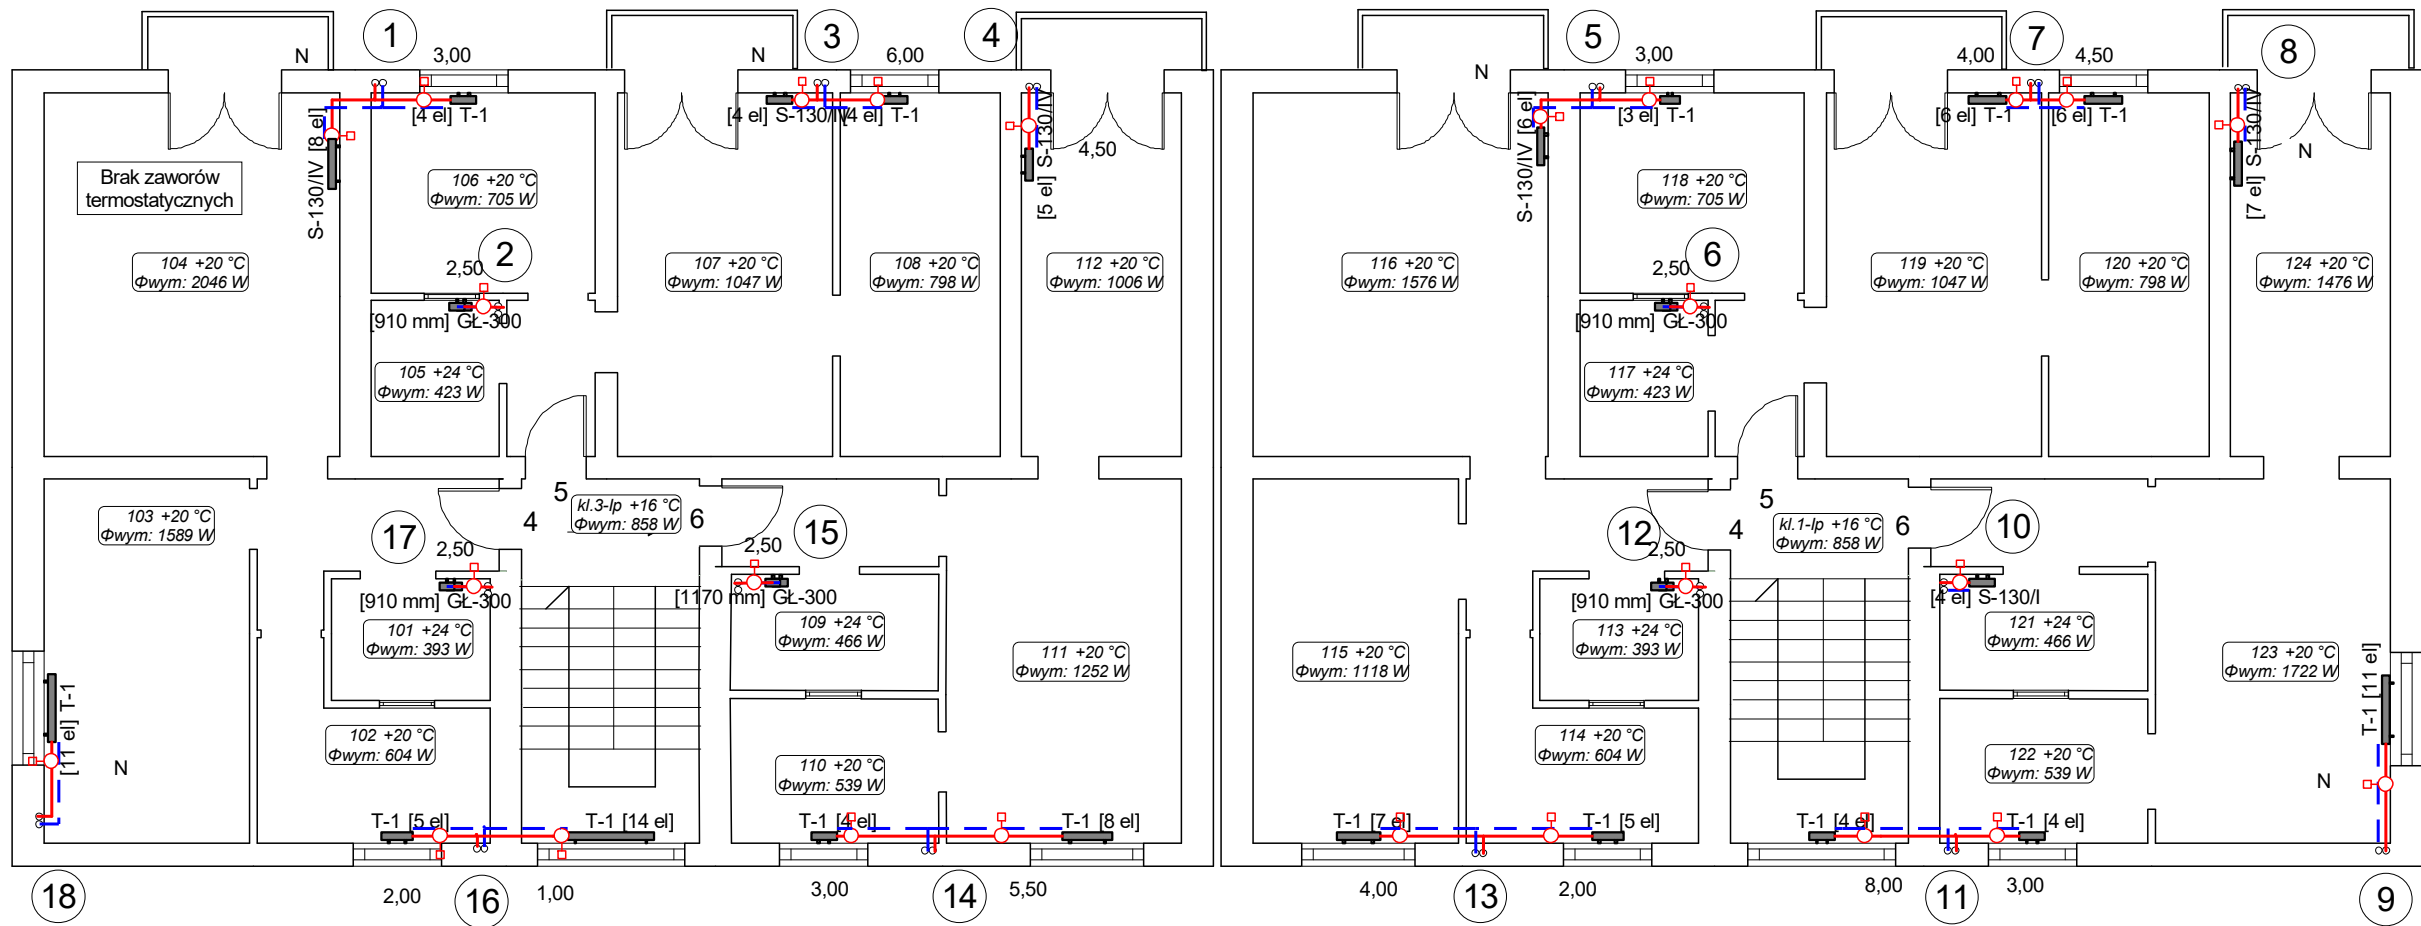 1
3
4
5
7
8
N
3,00
N
6,00
N
3,00
4,00
4,50
[4 el] T-1
[4 el] S-130/IV
[4 el] T-1
[3 el] T-1
[6 el] T-1
[6 el] T-1
S-130/IV [8 el]
[5 el] S-130/IV
4,50
S-130/IV [6 el]
[7 el] S-130/IV
N
Brak zaworów
termostatycznych
106 +20 °C
Φwym: 705 W
118 +20 °C
Φwym: 705 W
2
2,50
6
2,50
104 +20 °C
Φwym: 2046 W
107 +20 °C
Φwym: 1047 W
108 +20 °C
Φwym: 798 W
112 +20 °C
Φwym: 1006 W
116 +20 °C
Φwym: 1576 W
119 +20 °C
Φwym: 1047 W
120 +20 °C
Φwym: 798 W
124 +20 °C
Φwym: 1476 W
[910 mm] GŁ-300
[910 mm] GŁ-300
105 +24 °C
Φwym: 423 W
117 +24 °C
Φwym: 423 W
5
4
6
kl.3-lp +16 °C
Φwym: 858 W
5
4
6
kl.1-lp +16 °C
Φwym: 858 W
103 +20 °C
Φwym: 1589 W
17
2,50
2,50
15
12
2,50
10
[910 mm] GŁ-300
[1170 mm] GŁ-300
[910 mm] GŁ-300
[4 el] S-130/I
101 +24 °C
Φwym: 393 W
109 +24 °C
Φwym: 466 W
113 +24 °C
Φwym: 393 W
121 +24 °C
Φwym: 466 W
111 +20 °C
Φwym: 1252 W
115 +20 °C
Φwym: 1118 W
123 +20 °C
Φwym: 1722 W
[11 el] T-1
T-1 [11 el]
102 +20 °C
Φwym: 604 W
110 +20 °C
Φwym: 539 W
114 +20 °C
Φwym: 604 W
122 +20 °C
Φwym: 539 W
N
N
T-1 [5 el]
T-1 [14 el]
T-1 [4 el]
T-1 [8 el]
T-1 [7 el]
T-1 [5 el]
T-1 [4 el]
T-1 [4 el]
18
2,00
16
1,00
3,00
14
5,50
4,00
13
2,00
8,00
11
3,00
9